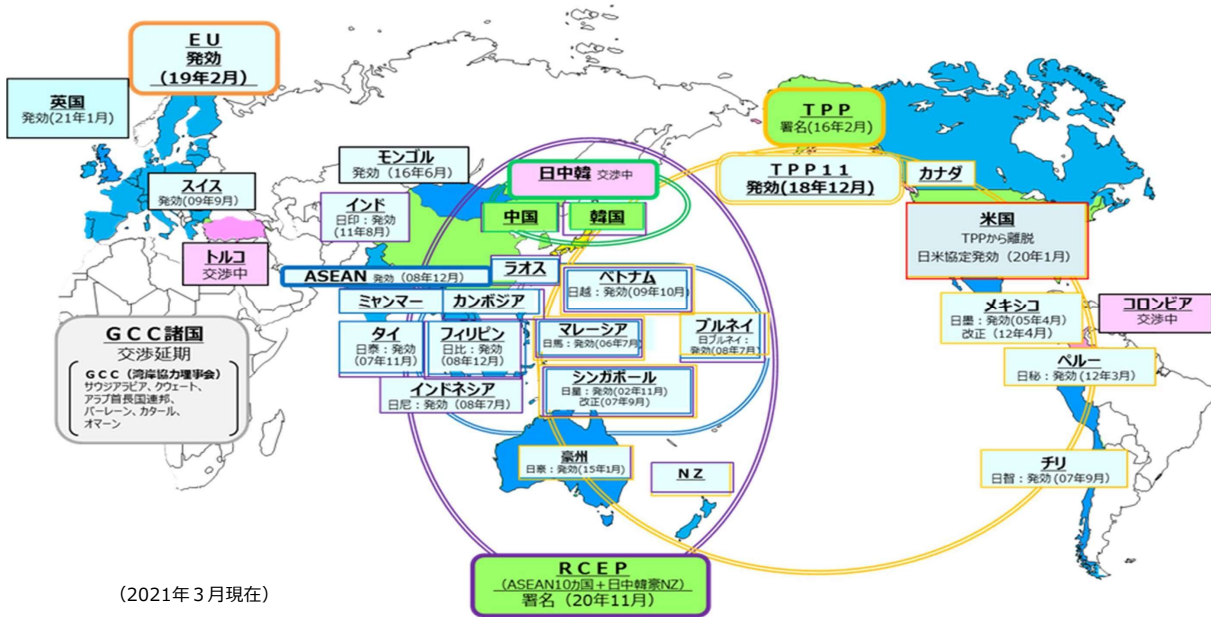 EU
発効
(19年2月)
英国
発効(21年1月)
スイス
発効(09年9月)
トルコ
交渉中
GCC諸国
交渉延期
GCC(湾岸協力理事会)
サウジアラビア、クウェート、
アラブ首長国連邦、
バーレーン、カタール、
オマーン
モンゴル
発効(16年6月)
インド
日印：発効
(11年8月)
日中韓 交渉中
中国
韓国
ASEAN 発効(08年12月)
ラオス
ミャンマー
カンボジア
タイ
日泰：発効
(07年11月)
フィリピン
日比：発効
(08年12月)
インドネシア
日尼：発効(08年7月)
ベトナム
日越：発効(09年10月)
マレーシア
日馬：発効(06年7月)
ブルネイ
日ブルネイ：
発効(08年7月)
シンガポール
日星：発効(02年11月)
改正(07年9月)
豪州
日豪：発効(15年1月)
NZ
RCEP
(ASEAN10カ国＋日中韓豪NZ)
署名(20年11月)
TPP
署名(16年2月)
TPP11
発効(18年12月)
カナダ
米国
TPPから離脱
日米協定発効(20年1月)
メキシコ
日墨：発効(05年4月)
改正(12年4月)
コロンビア
交渉中
ペルー
日秘：発効(12年3月)
チリ
日智：発効(07年9月)
(2021年３月現在)